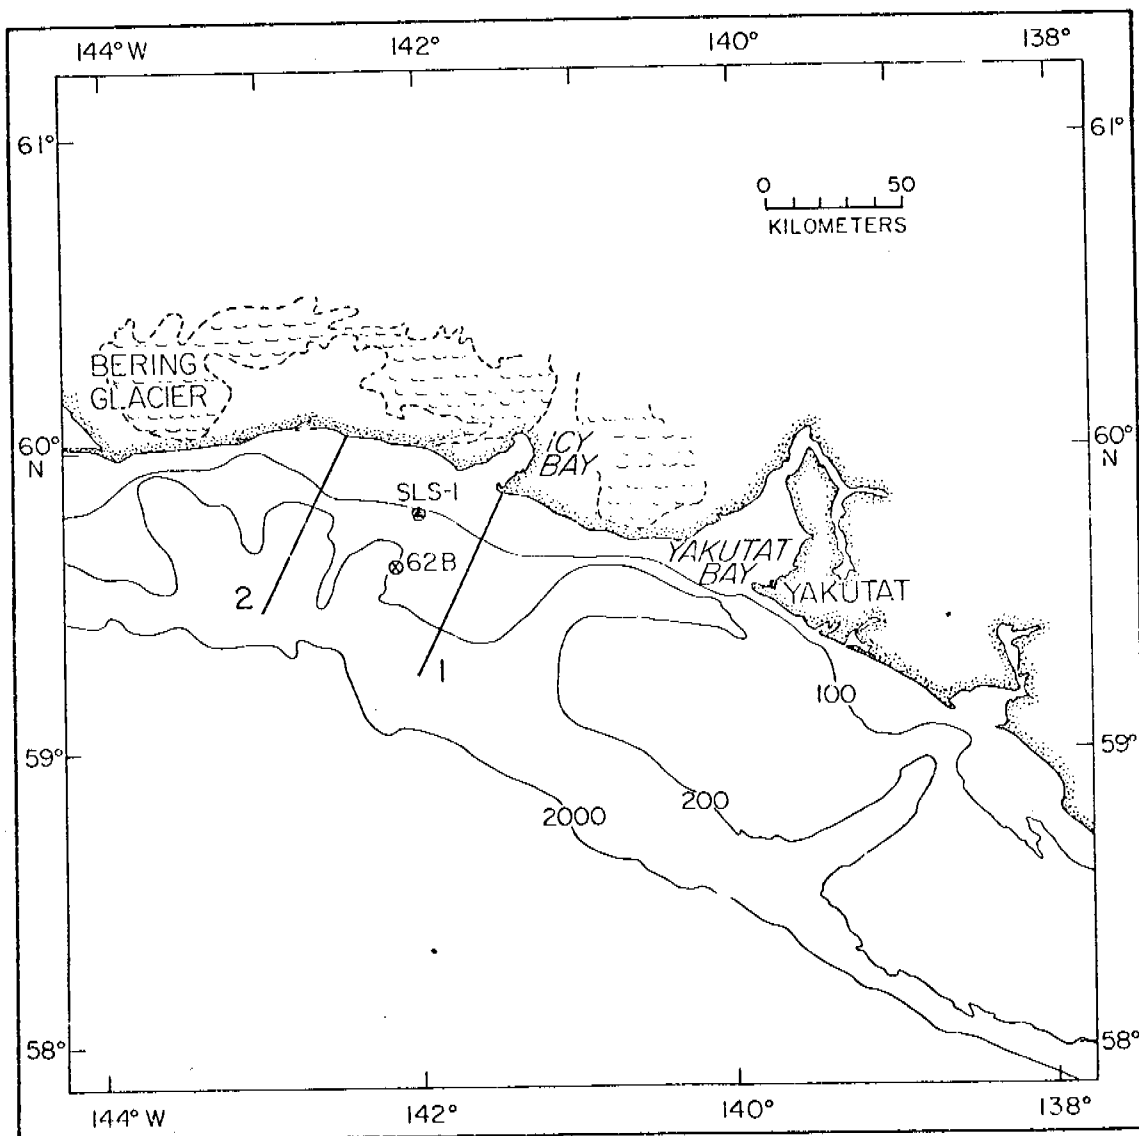 144° W 142° 140° 138°
61° 61°
0 50
KILOMETERS
BERING
GLACIER
60° 60°
N N
ICY
BAY
SLS-1
62B
YAKUTAT
BAY
YAKUTAT
2
1
100
59° 59°
200
2000
58° 58°
144° W 142° 140° 138°